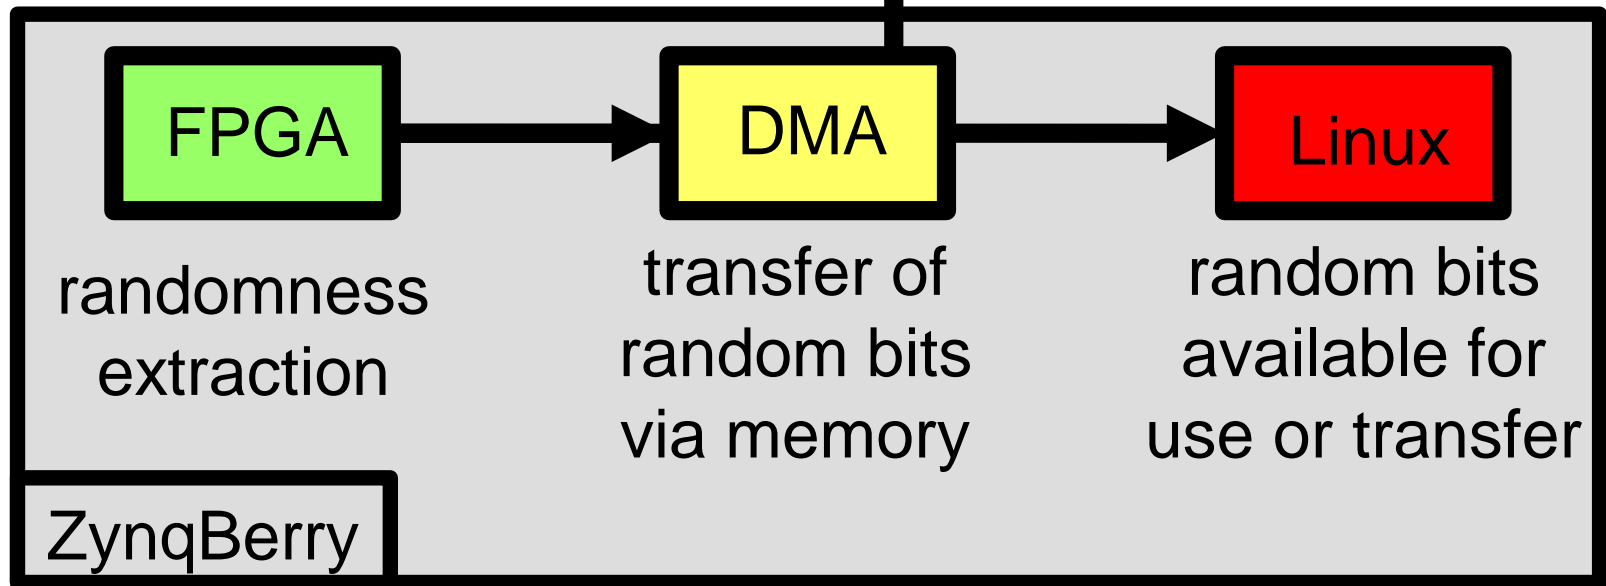 FPGA
DMA
Linux
randomness
extraction
transfer of
random bits
via memory
random bits
available for
use or transfer
ZynqBerry